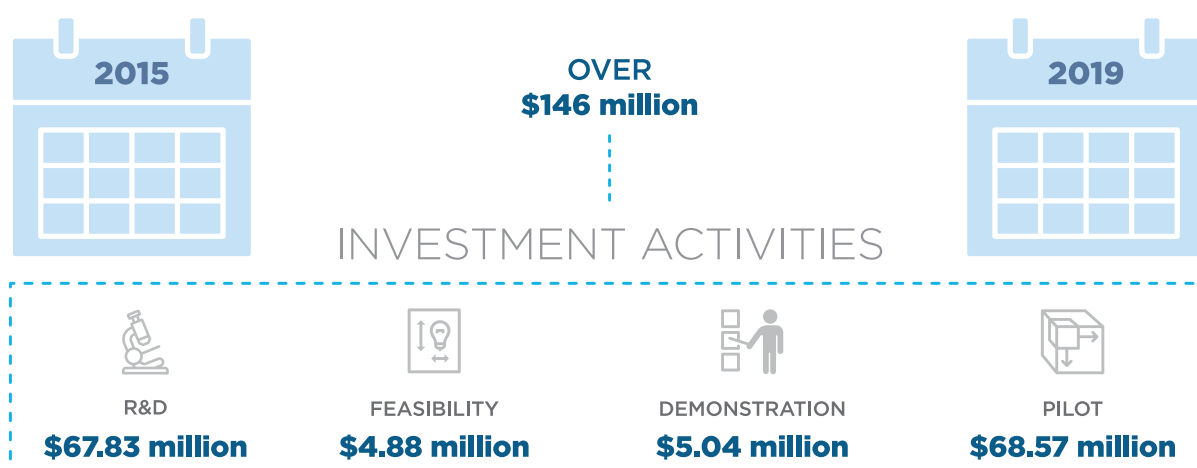 2015
OVER
$146 million
2019
INVESTMENT ACTIVITIES
R&D
$67.83 million
FEASIBILITY
$4.88 million
DEMONSTRATION
$5.04 million
PILOT
$68.57 million